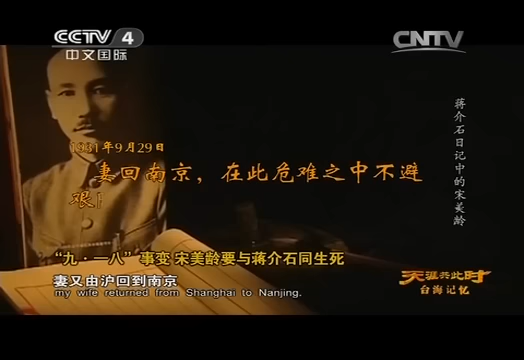 CCTV 4
中文国际
CNTV
蒋介石日记中的宋美龄
1931年9月29日
妻回南京，在此危难之中不避
艰
“九·一八”事变 宋美龄要与蒋介石同生死
妻又由沪回到南京
my wife returned from Shanghai to Nanjing.
天涯共此时
台海记忆